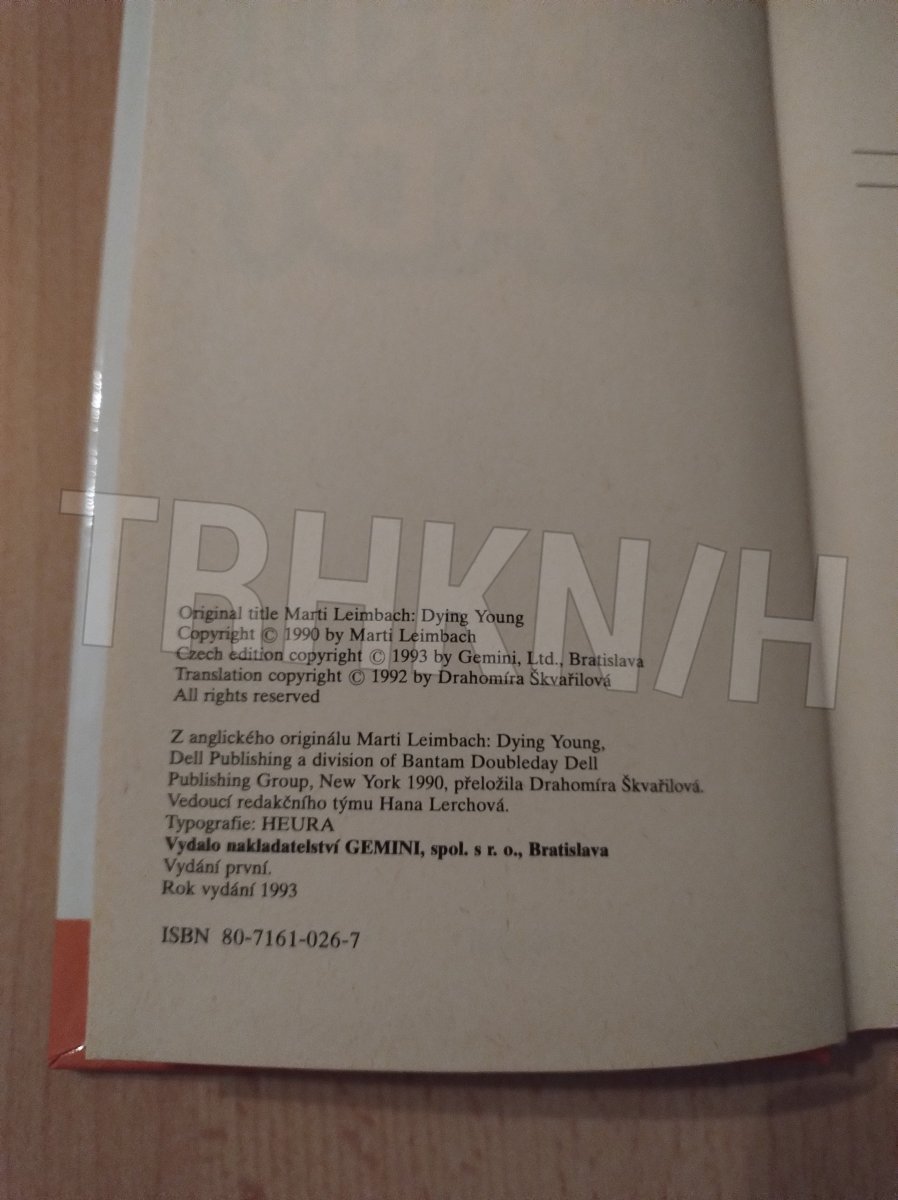 TBHKN/H
Original title Marti Leimbach: Dying Young
Copyright © 1990 by Marti Leimbach
Czech edition copyright © 1993 by Gemini, Ltd., Bratislava
Translation copyright © 1992 by Drahomíra Škvařilová
All rights reserved
Z anglického originálu Marti Leimbach: Dying Young,
Dell Publishing a division of Bantam Doubleday Dell
Publishing Group, New York 1990, přeložila Drahomíra Škvařilová.
Vedoucí redakčního týmu Hana Lerchová.
Typografie: HEURA
Vydalo nakladatelství GEMINI, spol. s r. o., Bratislava
Vydání první.
Rok vydání 1993
ISBN 80-7161-026-7